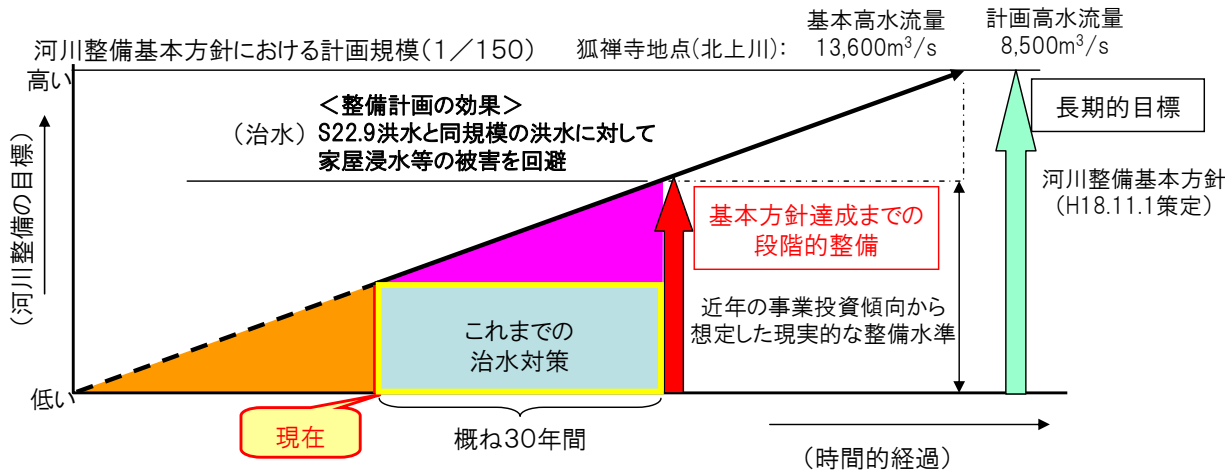 基本高水流量 計画高水流量
河川整備基本方針における計画規模(1／150) 狐禅寺地点(北上川): 13,600m³/s 8,500m³/s
高い
<整備計画の効果>
(治水) S22.9洪水と同規模の洪水に対して
家屋浸水等の被害を回避
長期的目標
河川整備基本方針
(H18.11.1策定)
(河川整備の目標)
基本方針達成までの
段階的整備
近年の事業投資傾向から
想定した現実的な整備水準
これまでの
治水対策
低い
現在
概ね30年間
(時間的経過)